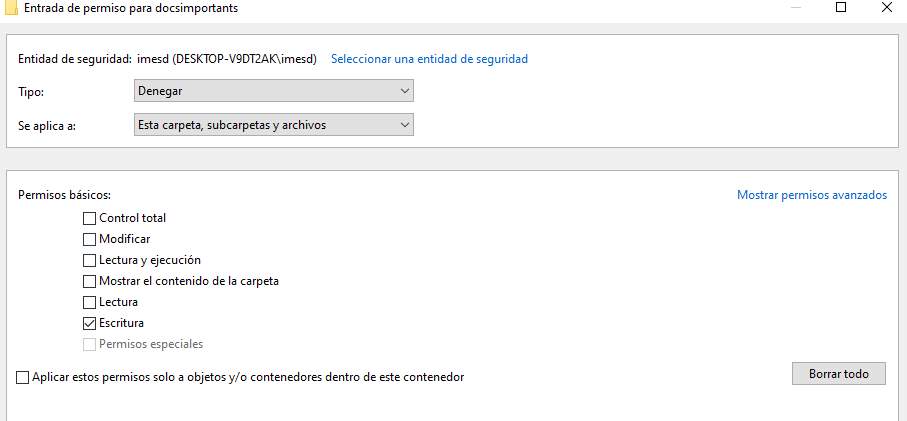 Entrada de permiso para docsimportants
Entidad de seguridad: imesd (DESKTOP-V9DT2AK\imesd) Seleccionar una entidad de seguridad
Tipo: Denegar
Se aplica a: Esta carpeta, subcarpetas y archivos
Permisos básicos: Mostrar permisos avanzados
Control total
Modificar
Lectura y ejecución
Mostrar el contenido de la carpeta
Lectura
Escritura
Permisos especiales
Aplicar estos permisos solo a objetos y/o contenedores dentro de este contenedor Borrar todo